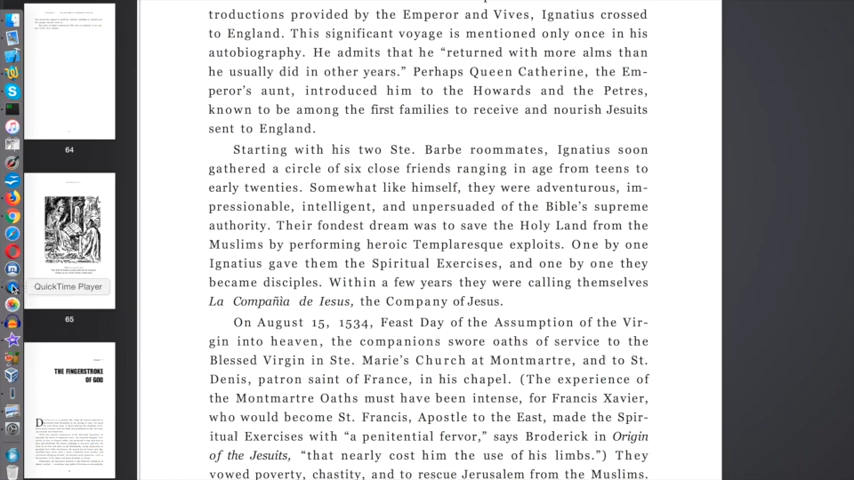 troductions provided by the Emperor and Vives, Ignatius crossed
to England. This significant voyage is mentioned only once in his
autobiography. He admits that he “returned with more alms than
he usually did in other years.” Perhaps Queen Catherine, the Em-
peror’s aunt, introduced him to the Howards and the Petres,
known to be among the first families to receive and nourish Jesuits
sent to England.
Starting with his two Ste. Barbe roommates, Ignatius soon
gathered a circle of six close friends ranging in age from teens to
early twenties. Somewhat like himself, they were adventurous, im-
pressionable, intelligent, and unpersuaded of the Bible’s supreme
authority. Their fondest dream was to save the Holy Land from the
Muslims by performing heroic Templaresque exploits. One by one
Ignatius gave them the Spiritual Exercises, and one by one they
became disciples. Within a few years they were calling themselves
La Compañia de Iesus, the Company of Jesus.
On August 15, 1534, Feast Day of the Assumption of the Vir-
gin into heaven, the companions swore oaths of service to the
Blessed Virgin in Ste. Marie’s Church at Montmartre, and to St.
Denis, patron saint of France, in his chapel. (The experience of
the Montmartre Oaths must have been intense, for Francis Xavier,
who would become St. Francis, Apostle to the East, made the Spir-
itual Exercises with “a penitential fervor,” says Broderick in Origin
of the Jesuits, “that nearly cost him the use of his limbs.”) They
vowed poverty, chastity, and to rescue Jerusalem from the Muslims.
64
QuickTime Player
65
THE FINGERSTROKE
OF GOD